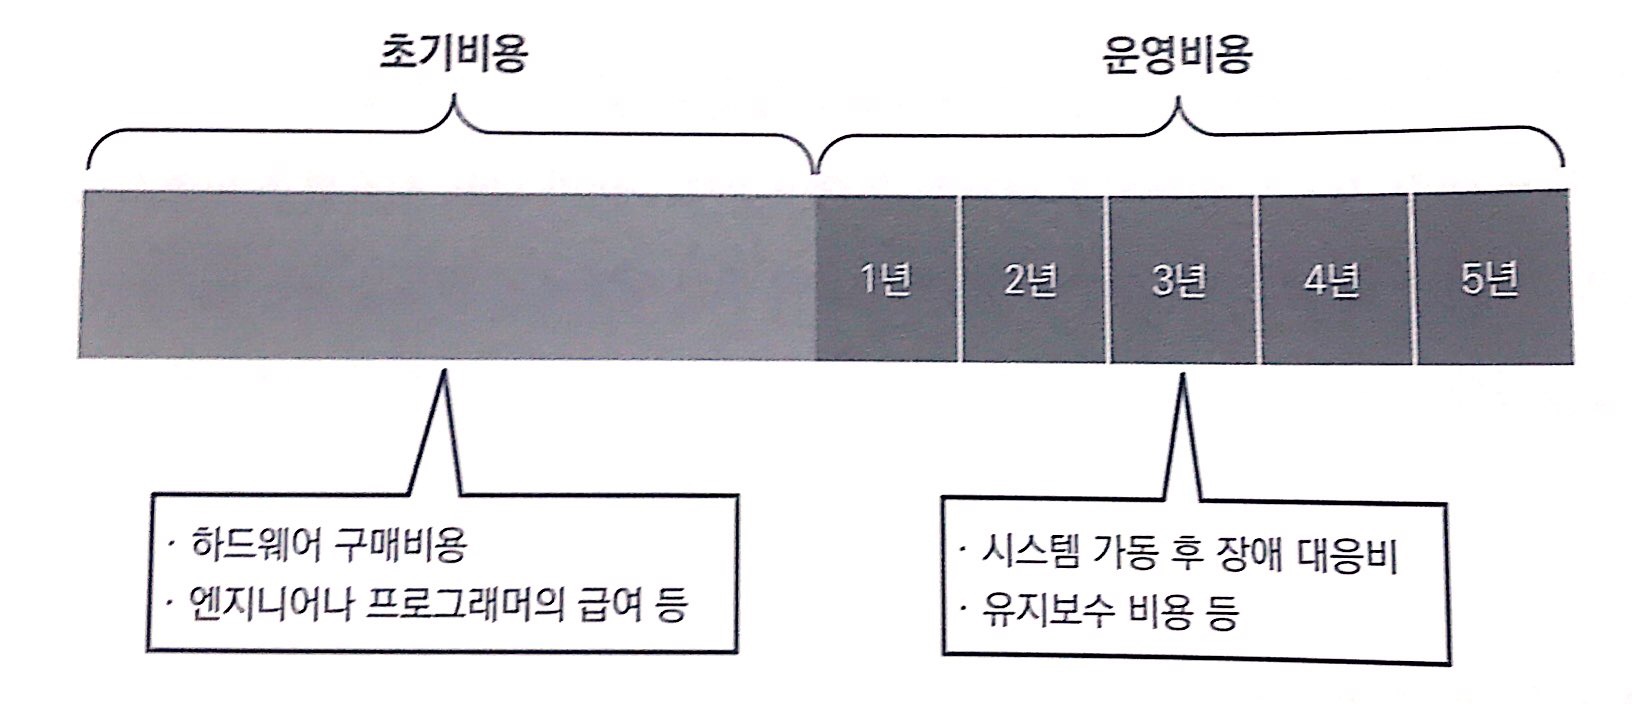 초기비용
운영비용
1년
2년
3년
4년
5년
· 하드웨어 구매비용
· 엔지니어나 프로그래머의 급여 등
· 시스템 가동 후 장애 대응비
· 유지보수 비용 등